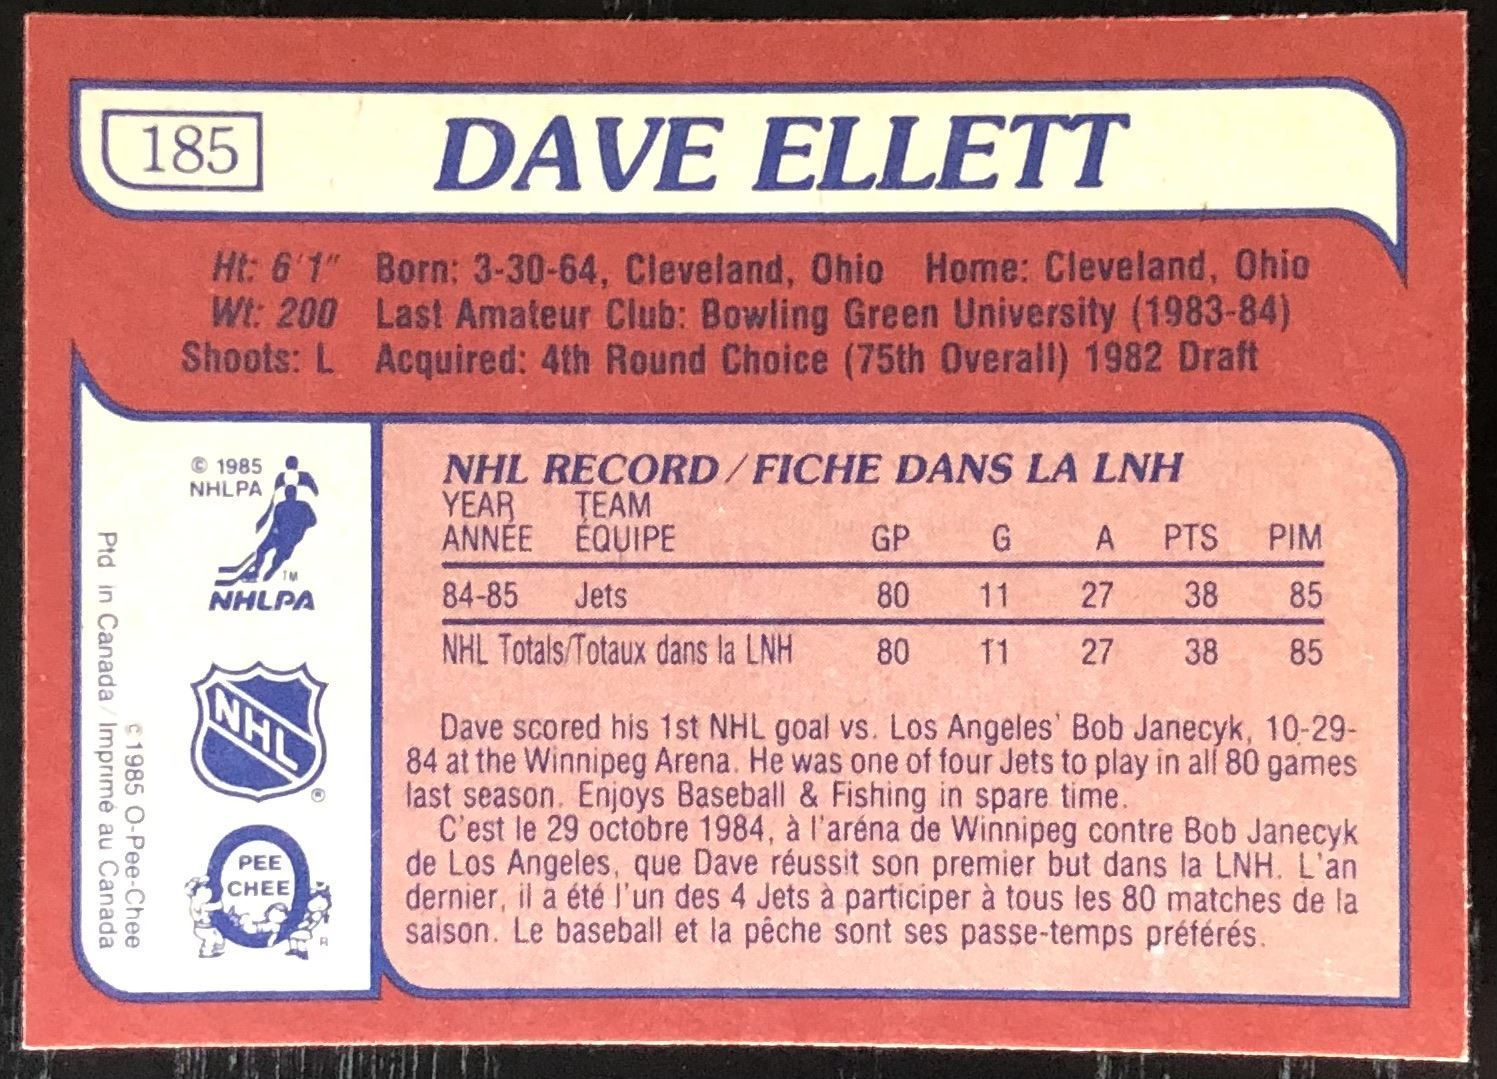 185
DAVE ELLETT
Ht: 6'1" Born: 3-30-64, Cleveland, Ohio Home: Cleveland, Ohio
Wt: 200 Last Amateur Club: Bowling Green University (1983-84)
Shoots: L Acquired: 4th Round Choice (75th Overall) 1982 Draft
© 1985
NHLPA
TM
NHLPA
NHL
®
PEE
CHEE
R
Ptd in Canada/Imprimé au Canada
c 1985 O-Pee-Chee
NHL RECORD/FICHE DANS LA LNH
YEAR TEAM
ANNÉE ÉQUIPE GP G A PTS PIM
84-85 Jets 80 11 27 38 85
NHL Totals/Totaux dans la LNH 80 11 27 38 85
Dave scored his 1st NHL goal vs. Los Angeles' Bob Janecyk, 10-29-
84 at the Winnipeg Arena. He was one of four Jets to play in all 80 games
last season. Enjoys Baseball & Fishing in spare time.
C'est le 29 octobre 1984, à l'aréna de Winnipeg contre Bob Janecyk
de Los Angeles, que Dave réussit son premier but dans la LNH. L'an
dernier, il a été l'un des 4 Jets à participer à tous les 80 matches de la
saison. Le baseball et la pêche sont ses passe-temps préférés.